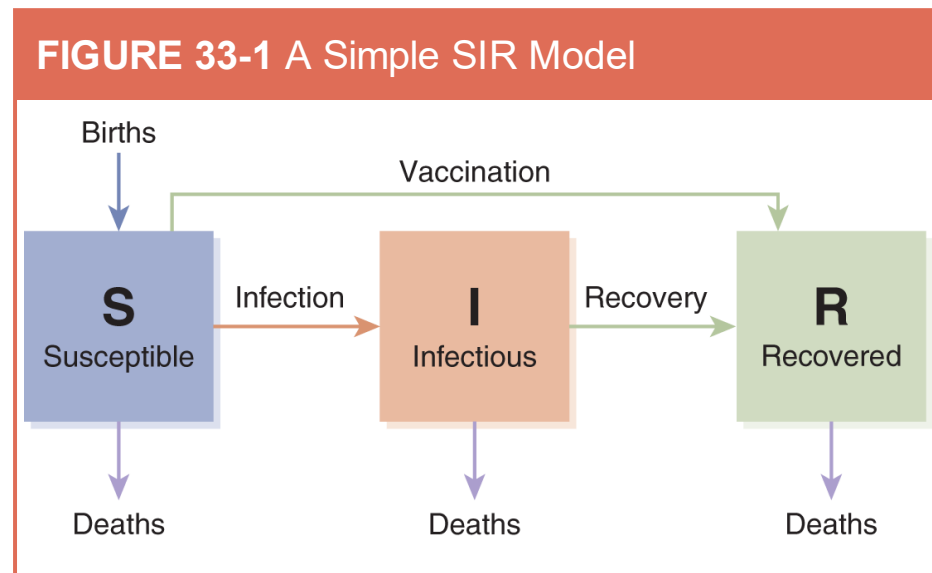 FIGURE 33-1 A Simple SIR Model
Births
Vaccination
S
Susceptible
Infection
I
Infectious
Recovery
R
Recovered
Deaths
Deaths
Deaths